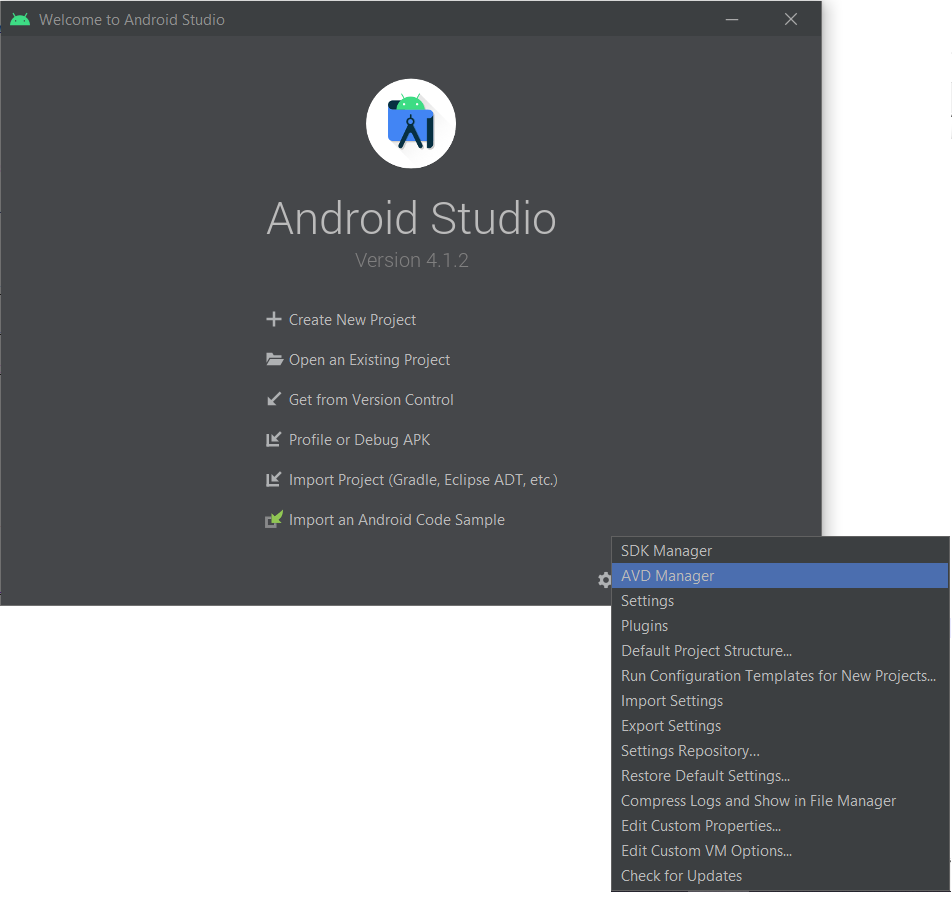 Welcome to Android Studio
Android Studio
Version 4.1.2
Create New Project
Open an Existing Project
Get from Version Control
Profile or Debug APK
Import Project (Gradle, Eclipse ADT, etc.)
Import an Android Code Sample
SDK Manager
AVD Manager
Settings
Plugins
Default Project Structure...
Run Configuration Templates for New Projects...
Import Settings
Export Settings
Settings Repository...
Restore Default Settings...
Compress Logs and Show in File Manager
Edit Custom Properties...
Edit Custom VM Options...
Check for Updates